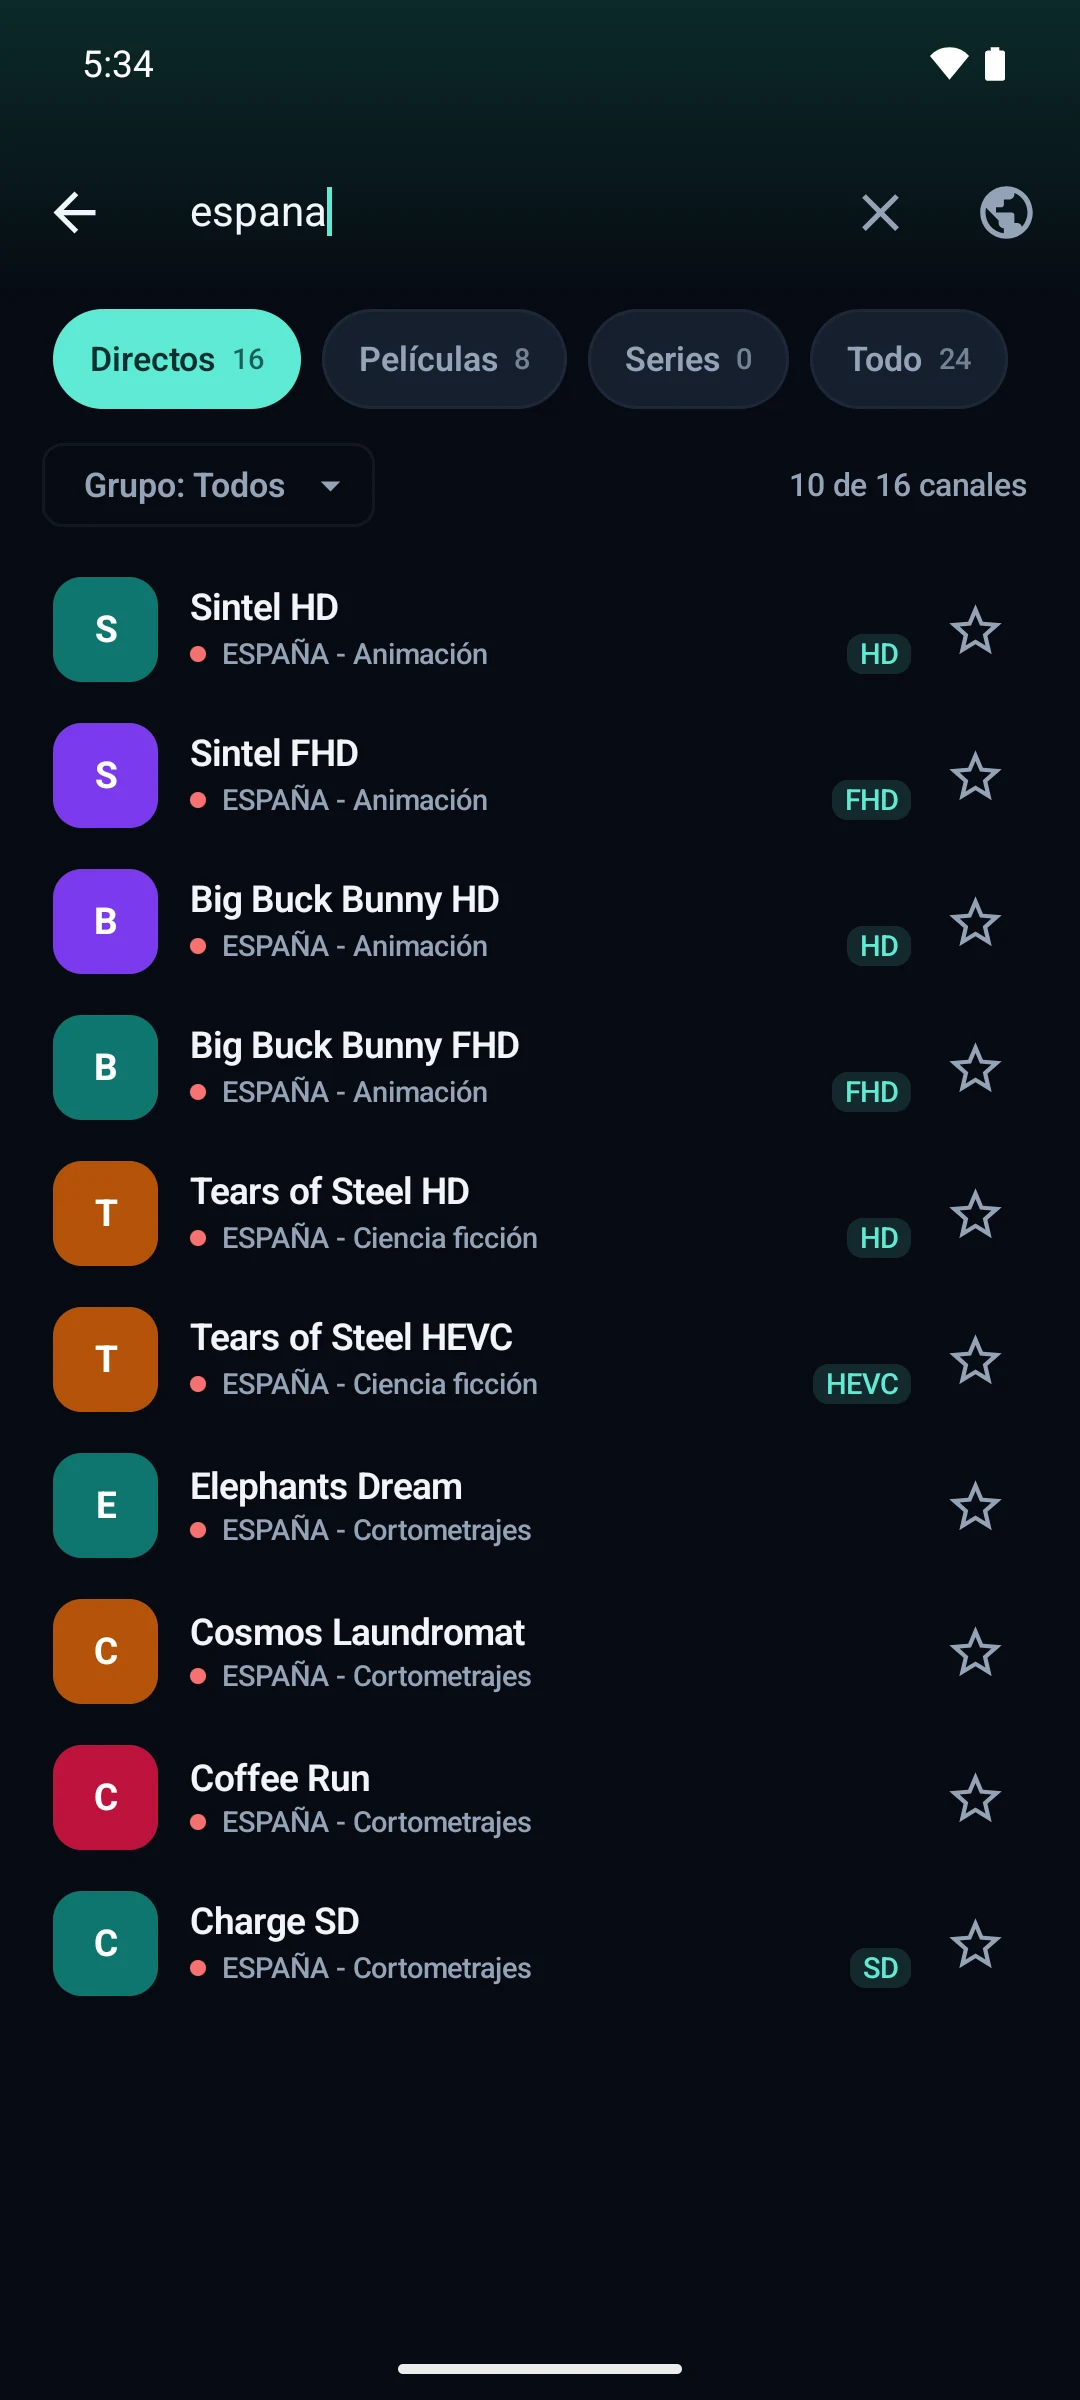 5:34
espana
Directos 16 Películas 8 Series 0 Todo 24
Grupo: Todos 10 de 16 canales
S Sintel HD
ESPAÑA - Animación HD
S Sintel FHD
ESPAÑA - Animación FHD
B Big Buck Bunny HD
ESPAÑA - Animación HD
B Big Buck Bunny FHD
ESPAÑA - Animación FHD
T Tears of Steel HD
ESPAÑA - Ciencia ficción HD
T Tears of Steel HEVC
ESPAÑA - Ciencia ficción HEVC
E Elephants Dream
ESPAÑA - Cortometrajes
C Cosmos Laundromat
ESPAÑA - Cortometrajes
C Coffee Run
ESPAÑA - Cortometrajes
C Charge SD
ESPAÑA - Cortometrajes SD